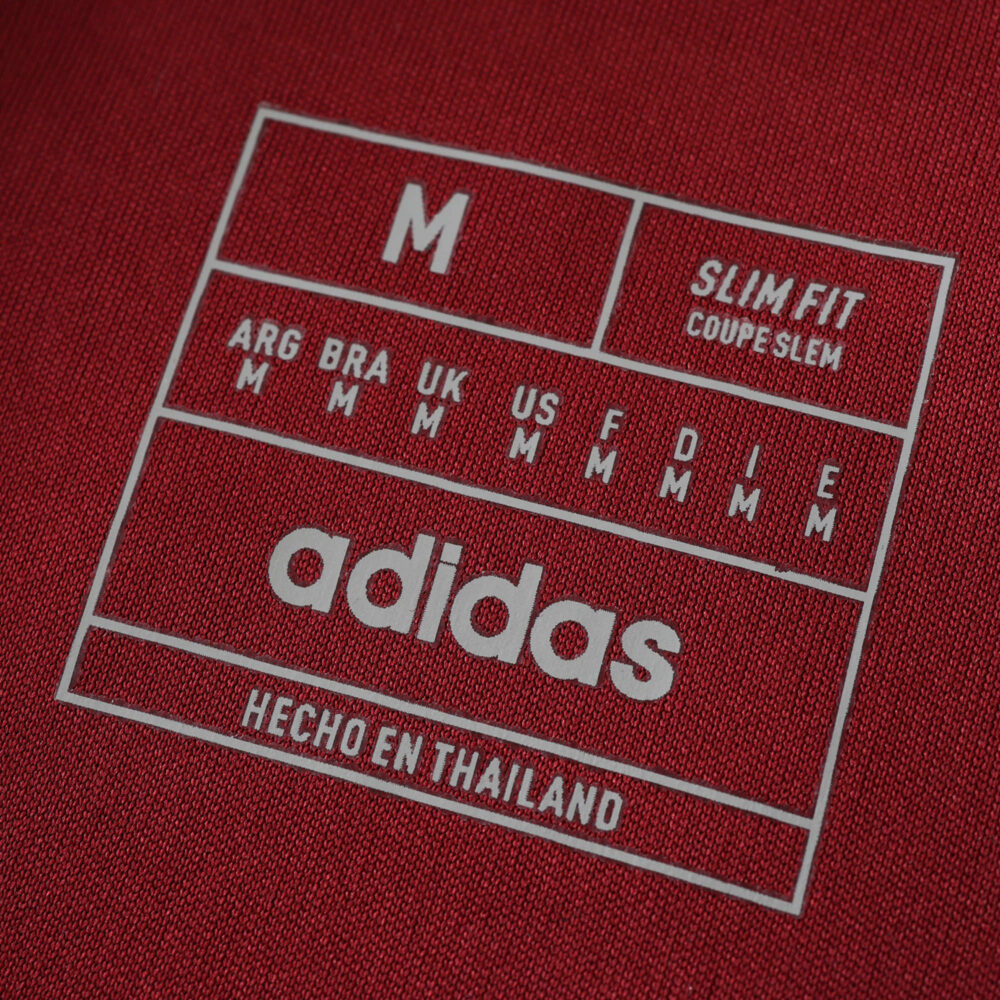 M
SLIM FIT
COUPE SLEM
ARG BRA UK US F D I E
M M M M M M M M
adidas
HECHO EN THAILAND